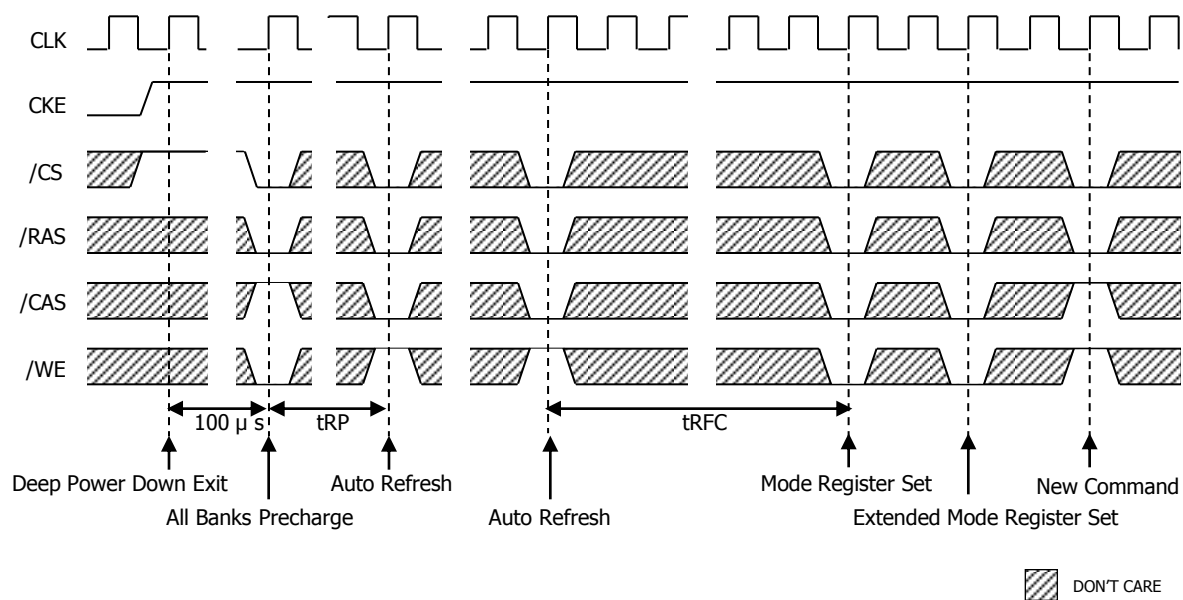 CLK
CKE
/CS
/RAS
/CAS
/WE
100 μ s
tRP
tRFC
Deep Power Down Exit
Auto Refresh
Mode Register Set
New Command
All Banks Precharge
Auto Refresh
Extended Mode Register Set
DON'T CARE